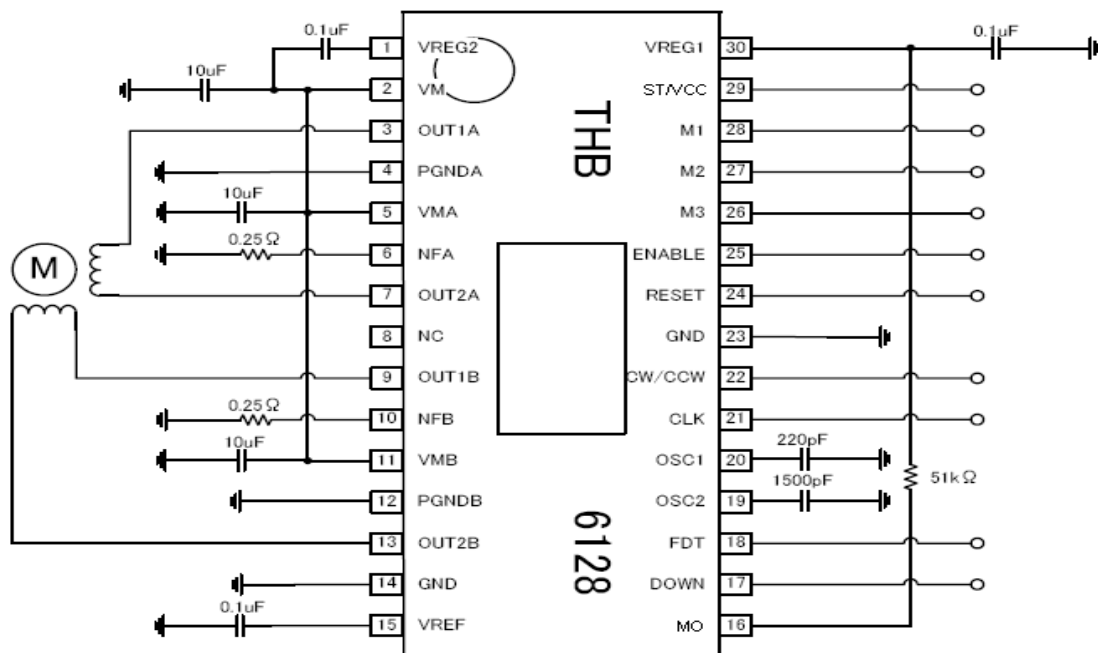 0.1uF 1 VREG2 VREG1 30 0.1uF
10uF 2 VM ST/VCC 29
3 OUT1A M1 28
4 PGNDA M2 27
10uF 5 VMA M3 26
0.25Ω 6 NFA ENABLE 25
7 OUT2A RESET 24
8 NC GND 23
9 OUT1B CW/CCW 22
0.25Ω 10 NFB CLK 21
10uF 11 VMB OSC1 20 220pF
12 PGNDB OSC2 19 1500pF
51kΩ
13 OUT2B FDT 18
14 GND DOWN 17
0.1uF 15 VREF MO 16
M
THB
6128